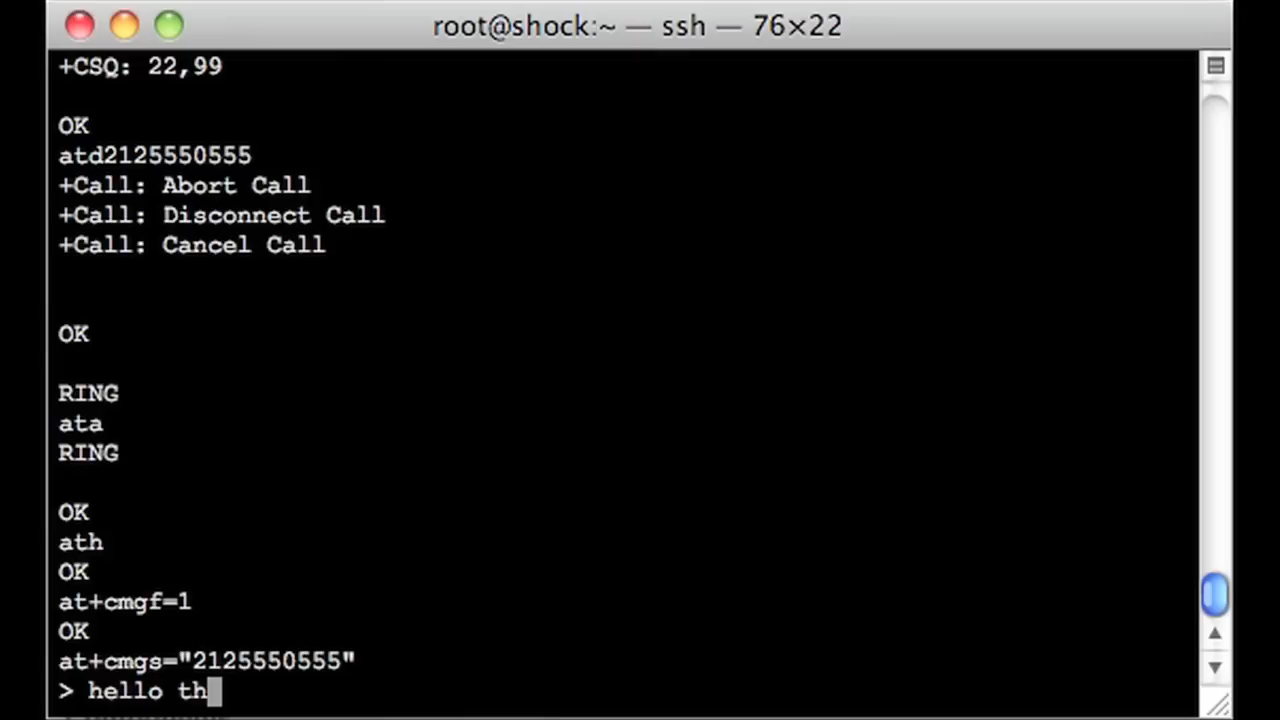 root@shock:~ — ssh — 76×22
+CSQ: 22,99
OK
atd2125550555
+Call: Abort Call
+Call: Disconnect Call
+Call: Cancel Call
OK
RING
ata
RING
OK
ath
OK
at+cmgf=1
OK
at+cmgs="2125550555"
> hello th